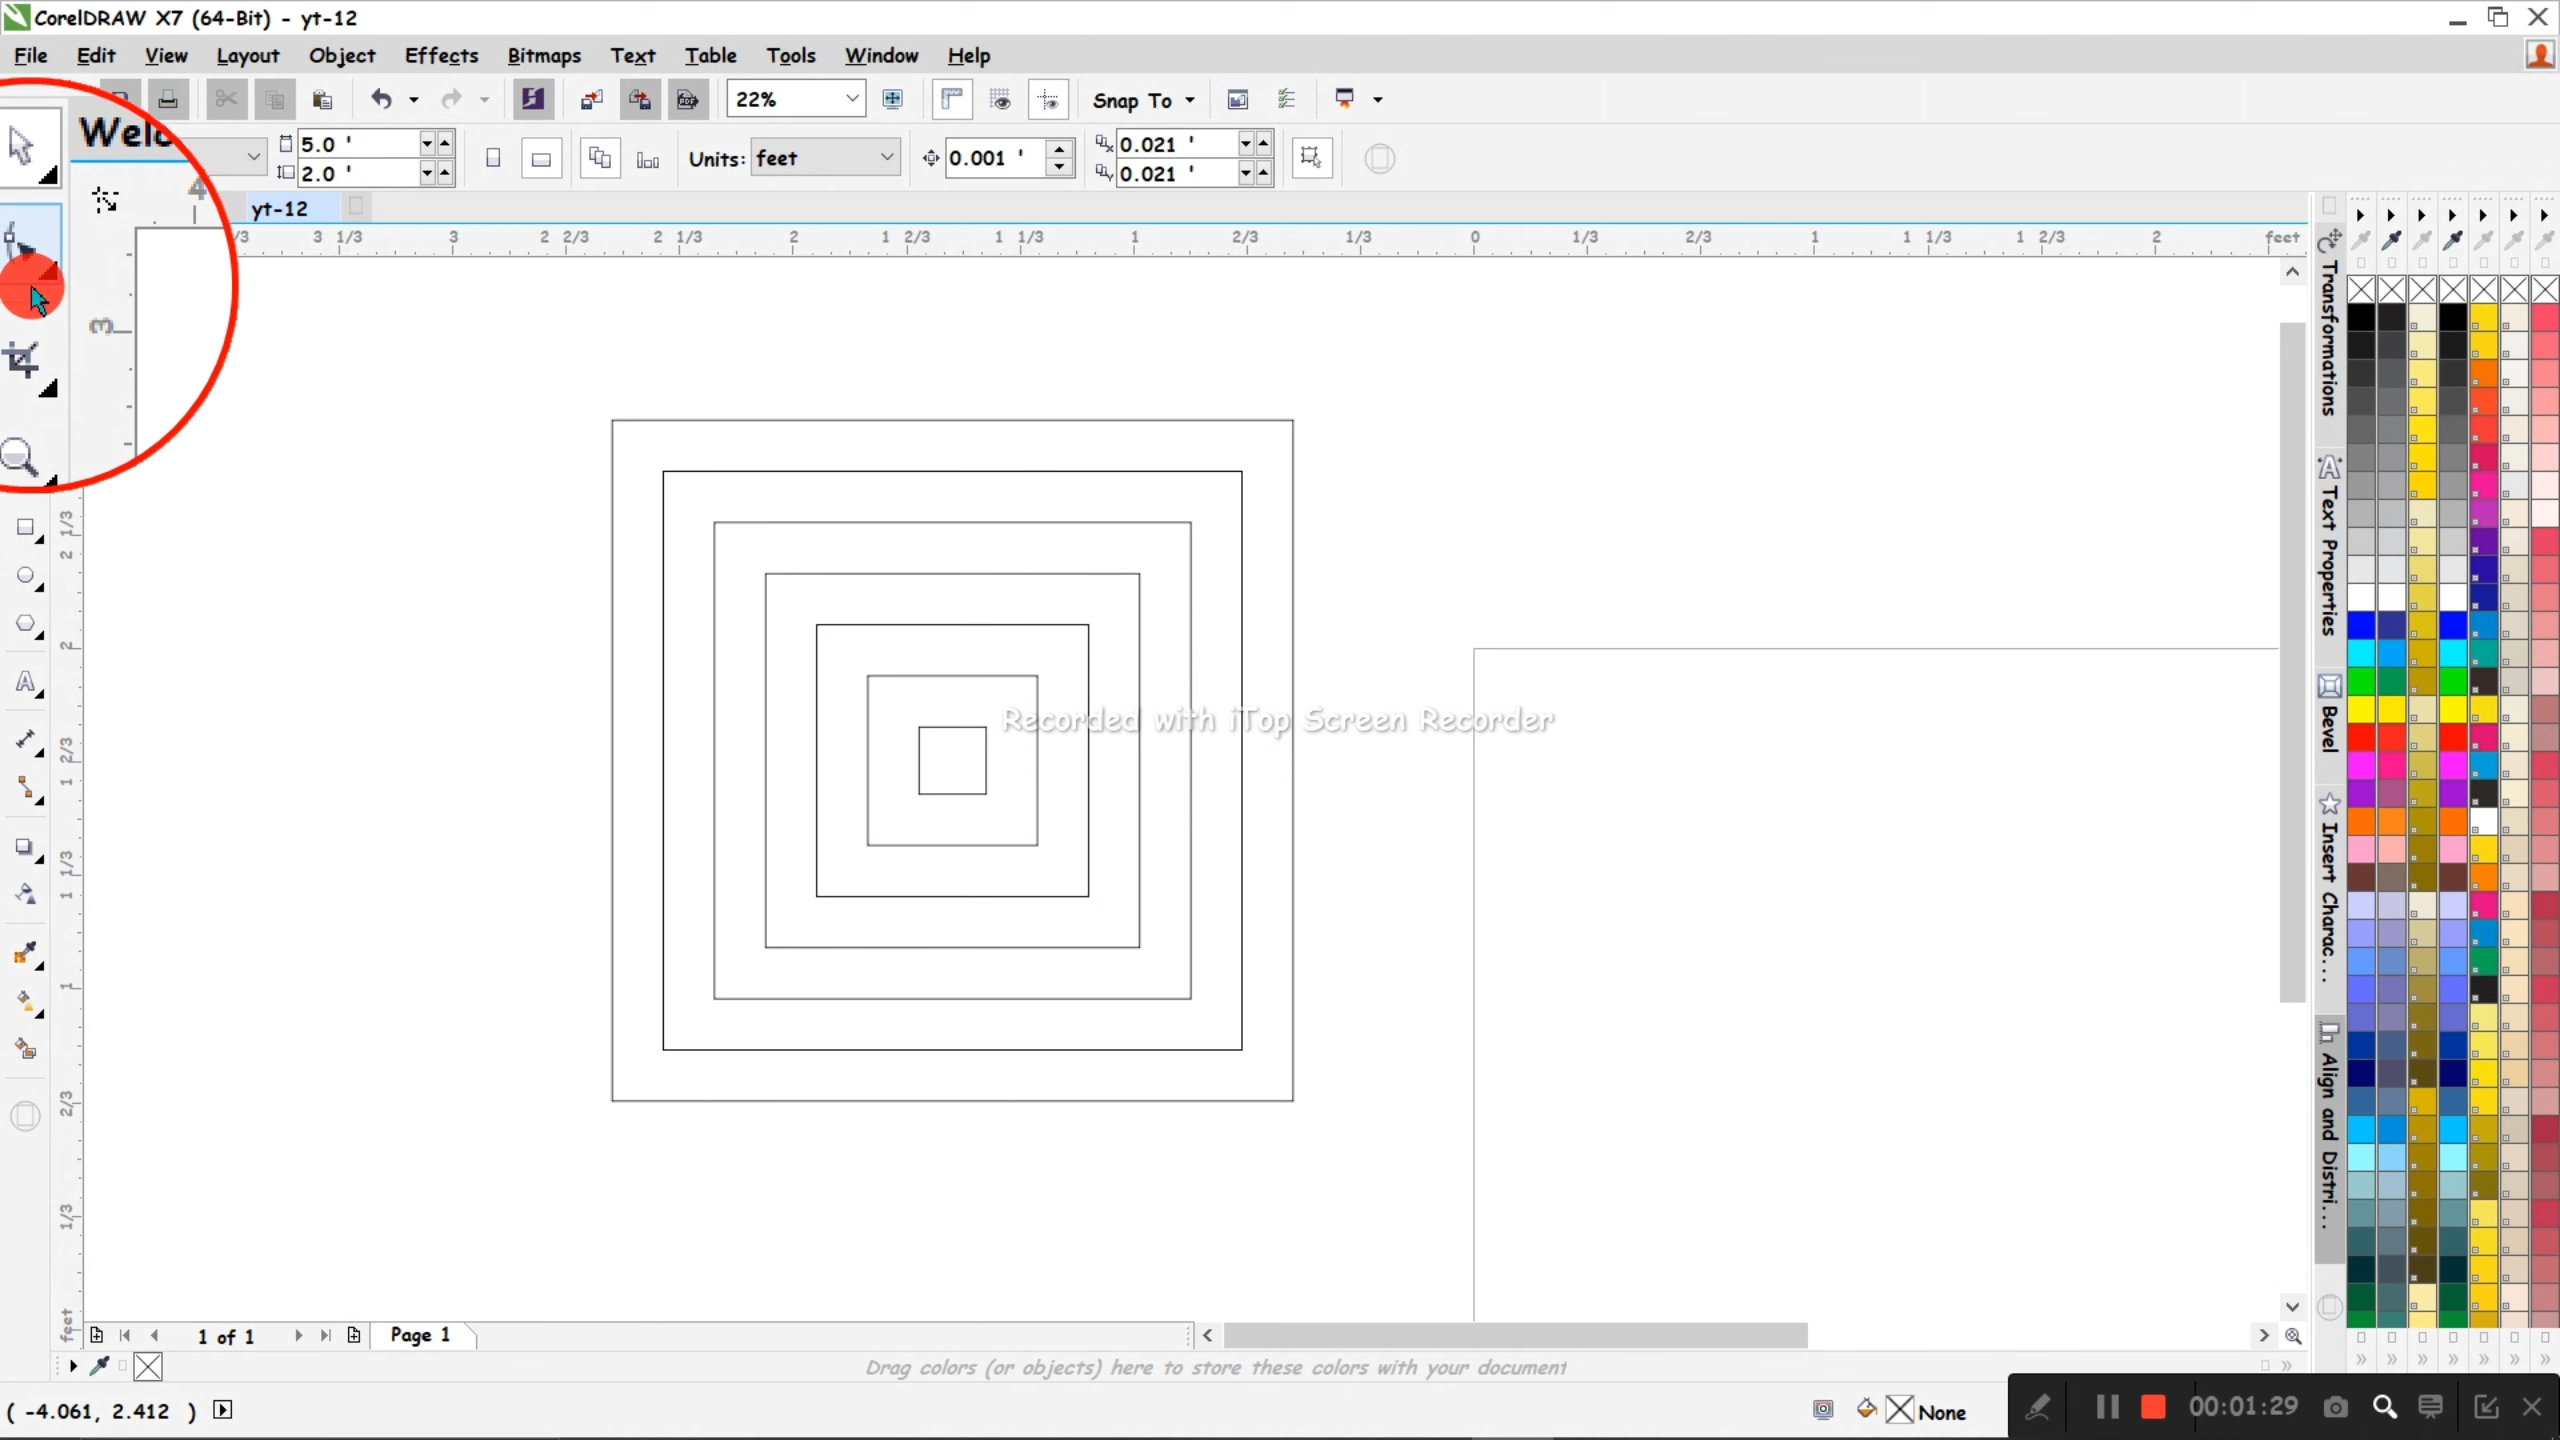 CorelDRAW X7 (64-Bit) - yt-12
File Edit View Layout Object Effects Bitmaps Text Table Tools Window Help
22% Snap To
Welc
5.0 '
2.0 '
Units: feet
0.001 '
0.021 '
0.021 '
yt-12
4 /3 3 1/3 3 2 2/3 2 1/3 2 1 2/3 1 1/3 1 2/3 1/3 0 1/3 2/3 1 1 1/3 1 2/3 2 feet
3
2 1/3
2
1 2/3
1 1/3
1
2/3
1/3
feet
Transformations
Text Properties
Bevel
Insert Charac...
Align and Distri...
Recorded with iTop Screen Recorder
1 of 1 Page 1
Drag colors (or objects) here to store these colors with your document
( -4.061, 2.412 ) None
00:01:29